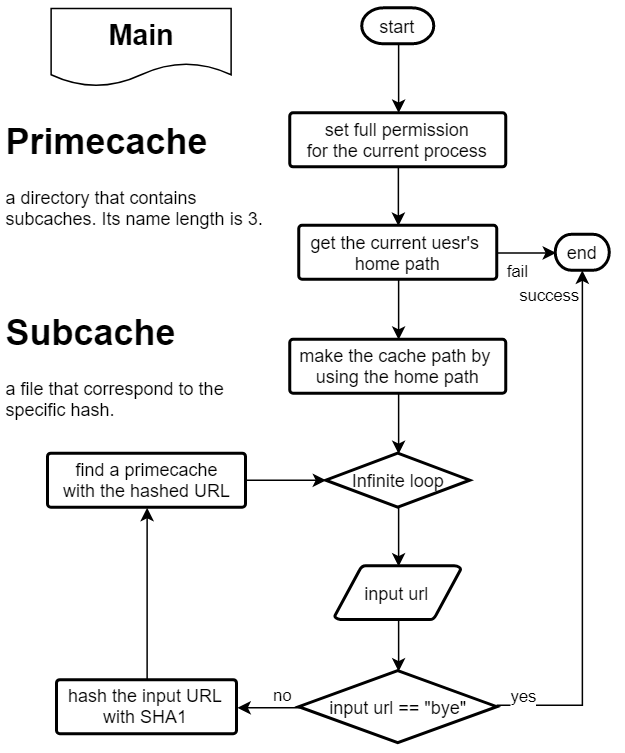 Main
start
Primecache
a directory that contains
subcaches. Its name length is 3.
set full permission
for the current process
get the current uesr's
home path
fail
end
success
Subcache
a file that correspond to the
specific hash.
make the cache path by
using the home path
find a primecache
with the hashed URL
Infinite loop
input url
hash the input URL
with SHA1
no
input url == "bye"
yes